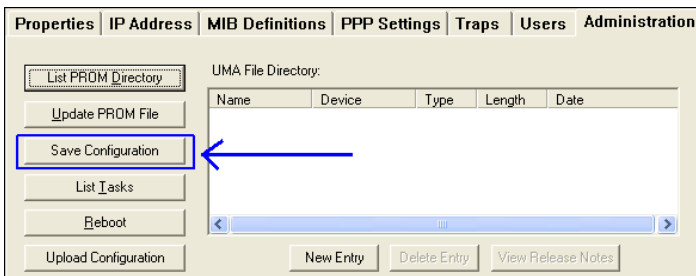 Properties IP Address MIB Definitions PPP Settings Traps Users Administration
List PROM Directory
UMA File Directory:
Name Device Type Length Date
Update PROM File
Save Configuration
List Tasks
Reboot
Upload Configuration
New Entry Delete Entry View Release Notes